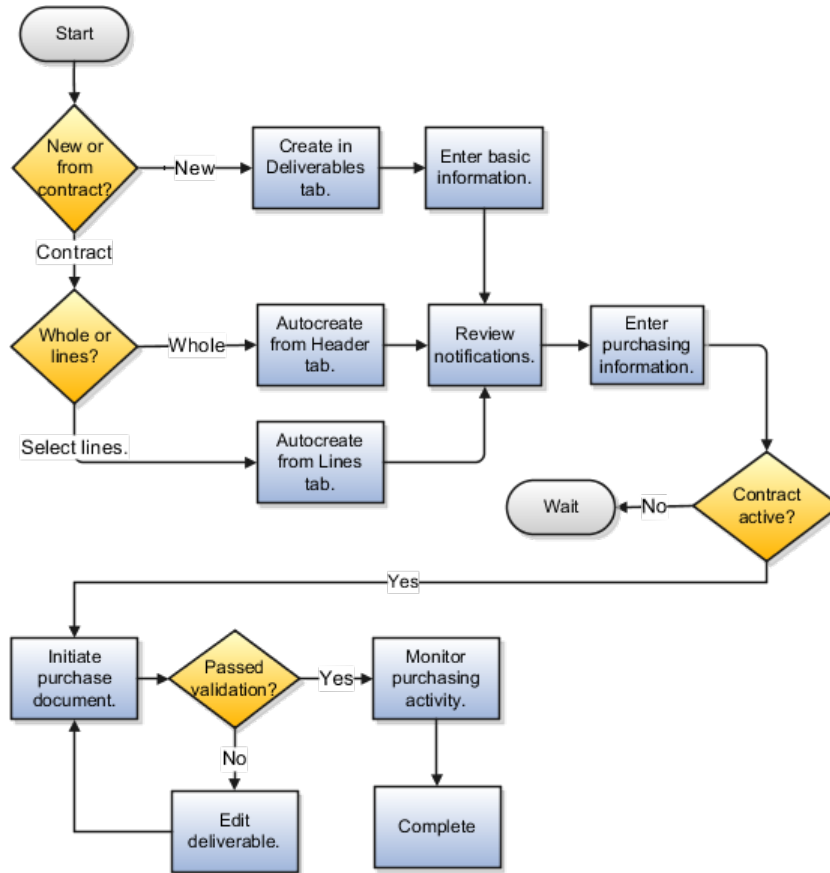 Start
New or
from
contract?
New
Create in
Deliverables
tab.
Enter basic
information.
Contract
Whole or
lines?
Whole
Autocreate
from Header
tab.
Review
notifications.
Enter
purchasing
information.
Select lines.
Autocreate
from Lines
tab.
Wait
No
Contract
active?
Yes
Initiate
purchase
document.
Passed
validation?
Yes
Monitor
purchasing
activity.
No
Edit
deliverable.
Complete